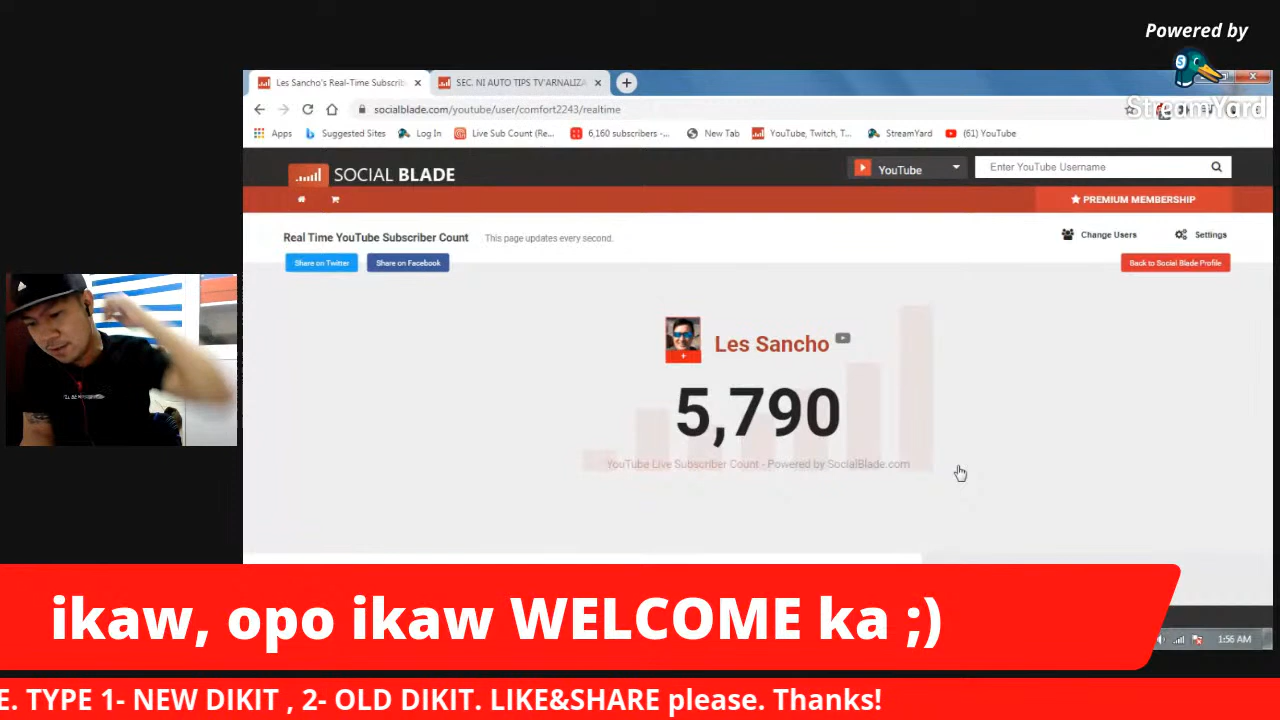 Powered by
StreamYard
Les Sancho's Real-Time Subscrib
SEC. NI AUTO TIPS TV'ARNALIZA
socialblade.com/youtube/user/comfort2243/realtime
Apps
Suggested Sites
Log In
Live Sub Count (Re...
6,160 subscribers -...
New Tab
YouTube, Twitch, T...
StreamYard
(61) YouTube
SOCIAL BLADE
YouTube
Enter YouTube Username
PREMIUM MEMBERSHIP
Real Time YouTube Subscriber Count
This page updates every second.
Change Users
Settings
Share on Twitter
Share on Facebook
Back to Social Blade Profile
Les Sancho
5,790
YouTube Live Subscriber Count - Powered by SocialBlade.com
ikaw, opo ikaw WELCOME ka ;)
1:56 AM
E. TYPE 1- NEW DIKIT , 2- OLD DIKIT. LIKE&SHARE please. Thanks!